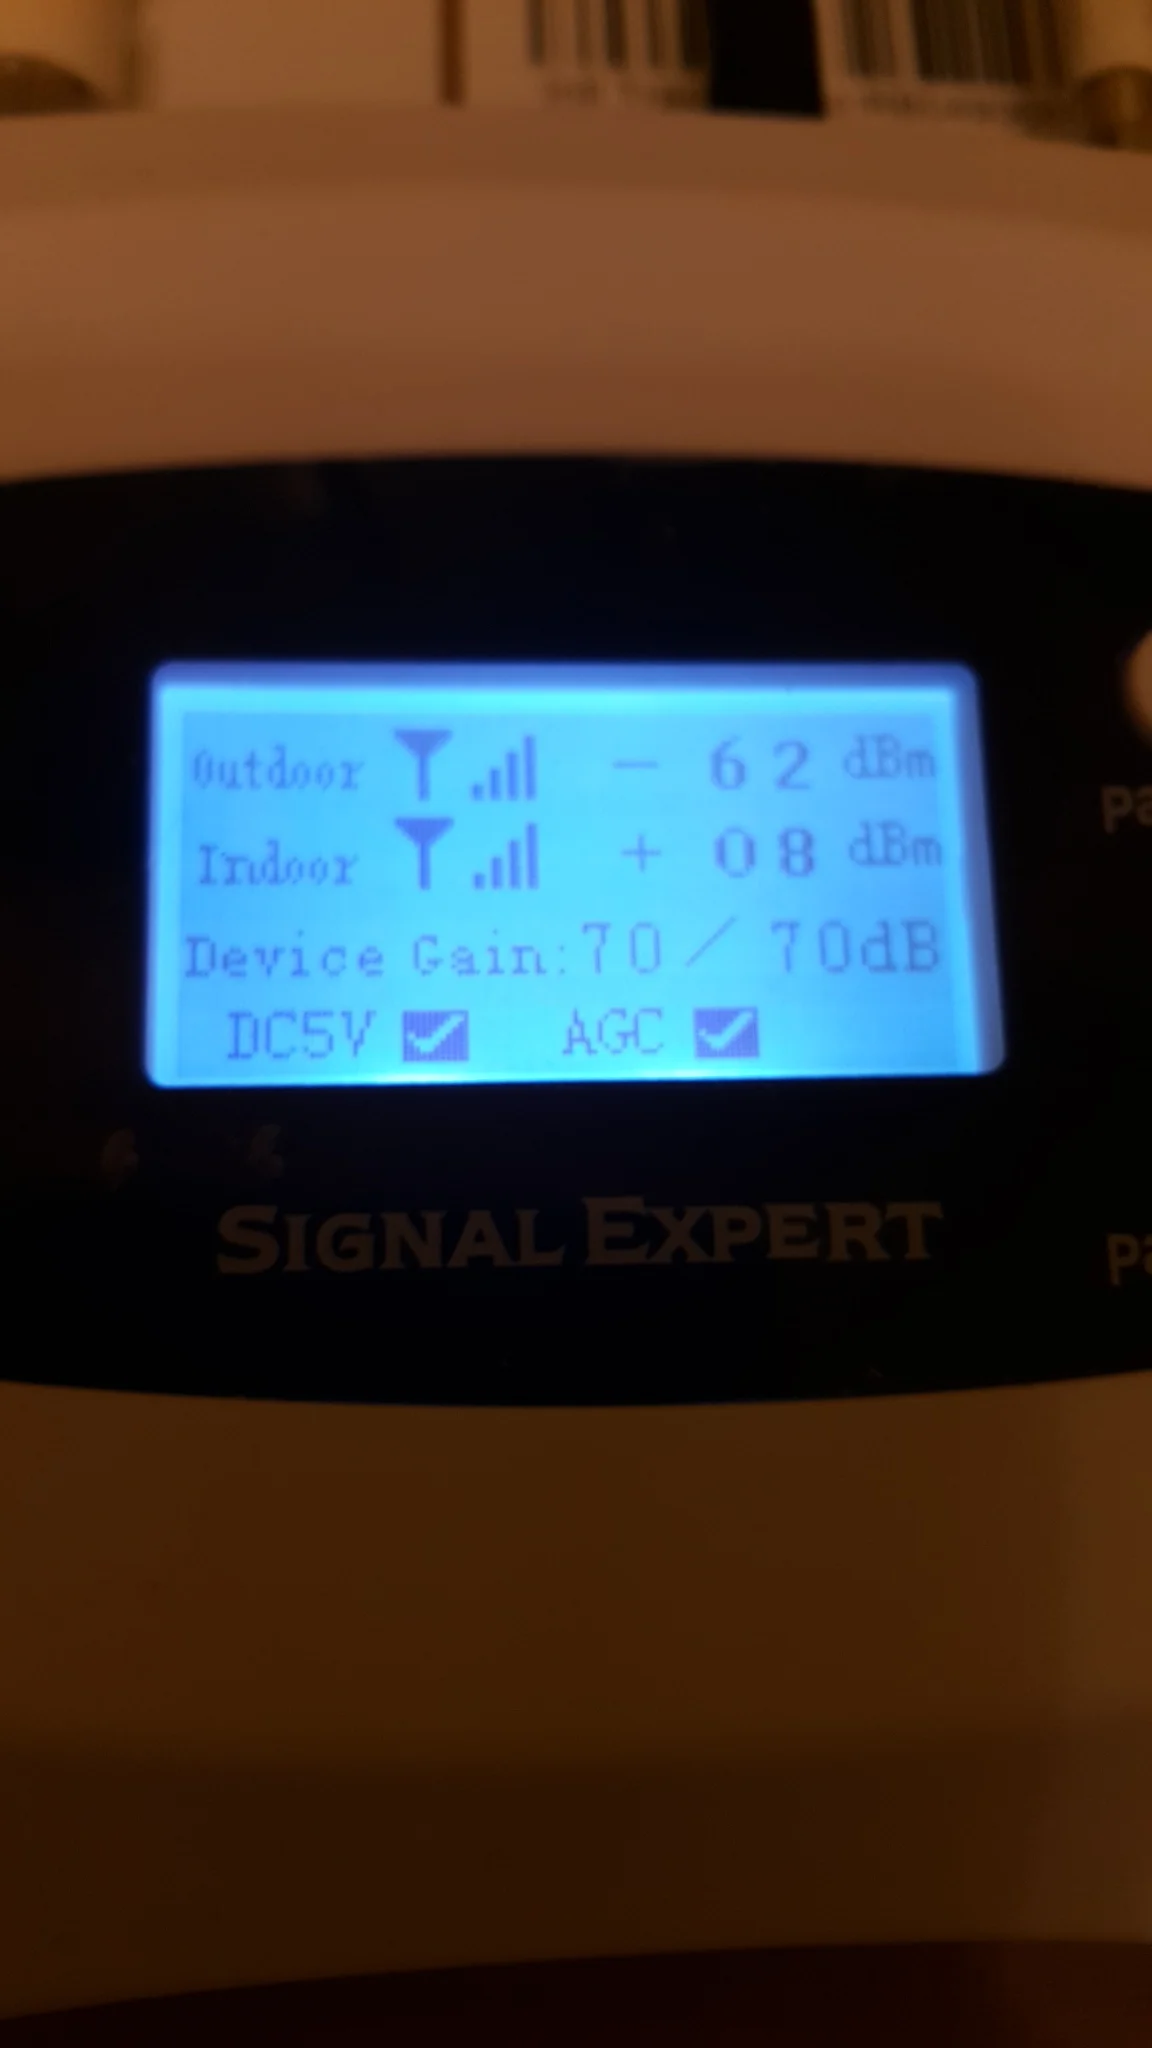 Outdoor - 62 dBm
Indoor + 08 dBm
Device Gain: 70 / 70dB
DC5V AGC
SIGNAL EXPERT